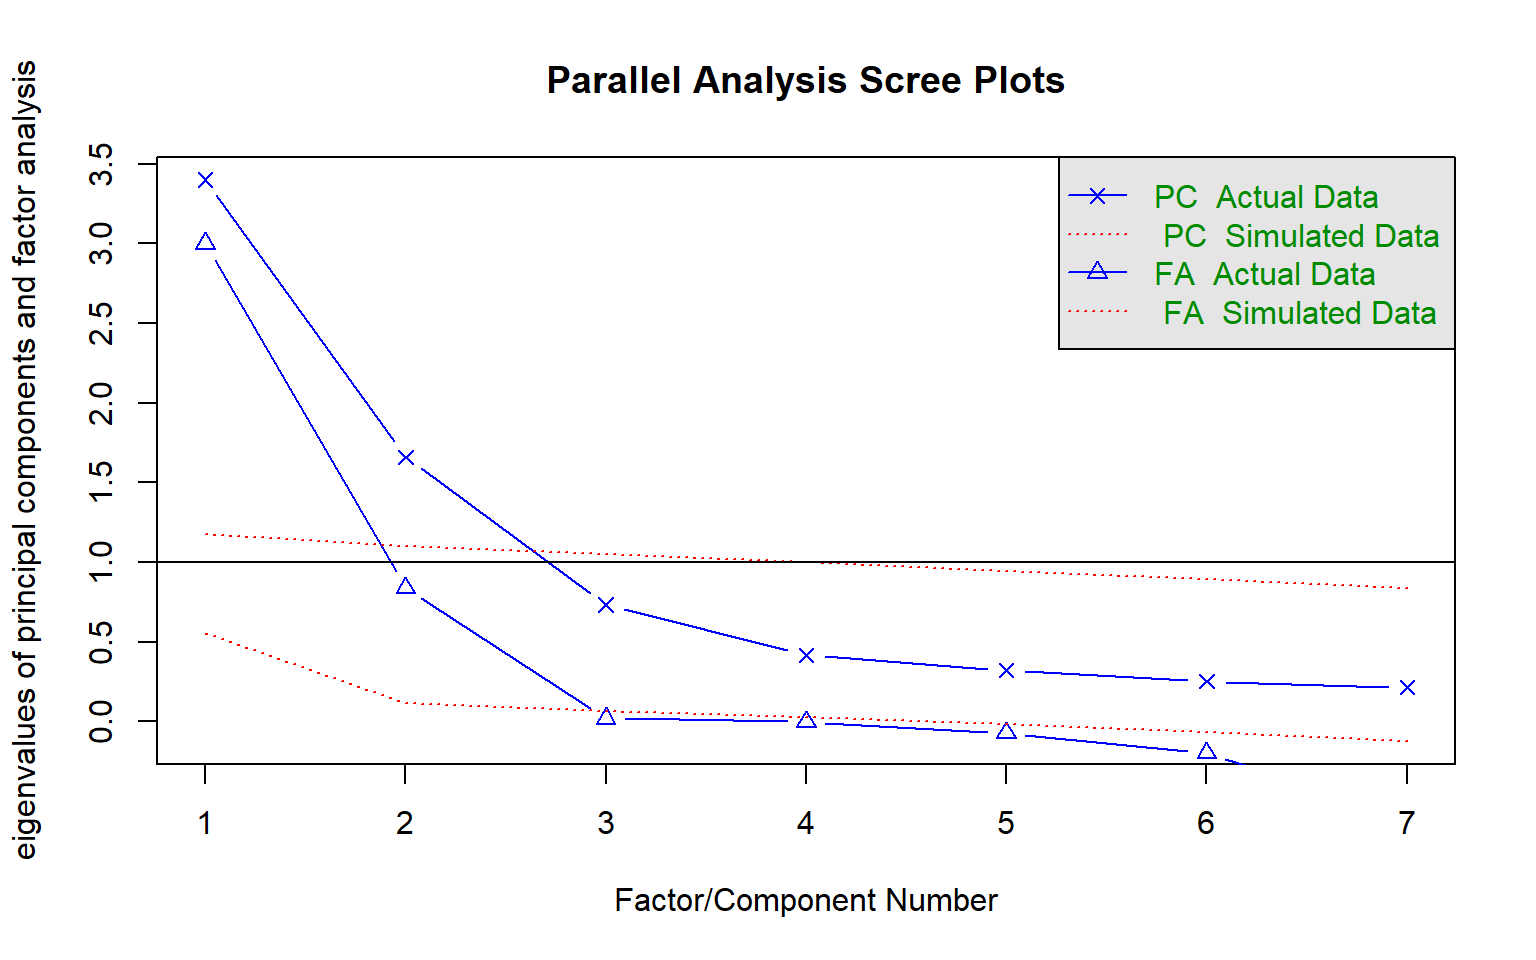 Parallel Analysis Scree Plots
eigenvalues of principal components and factor analysis
3.5
3.0
2.5
2.0
1.5
1.0
0.5
0.0
PC Actual Data
PC Simulated Data
FA Actual Data
FA Simulated Data
1 2 3 4 5 6 7
Factor/Component Number